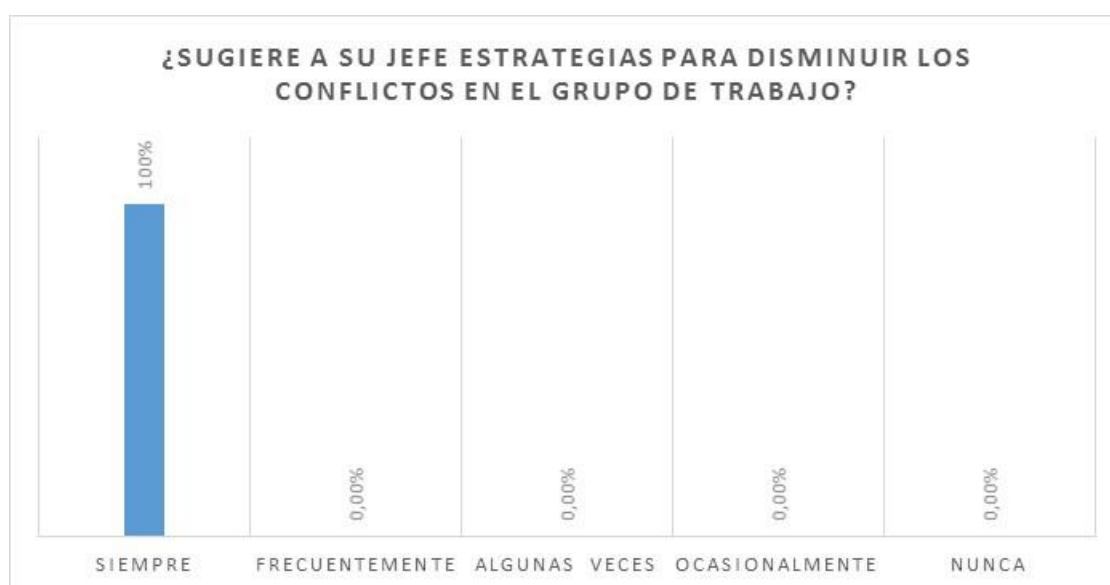 ¿SUGIERE A SU JEFE ESTRATEGIAS PARA DISMINUIR LOS
CONFLICTOS EN EL GRUPO DE TRABAJO?
100%
0,00%
0,00%
0,00%
0,00%
SIEMPRE
FRECUENTEMENTE
ALGUNAS VECES
OCASIONALMENTE
NUNCA